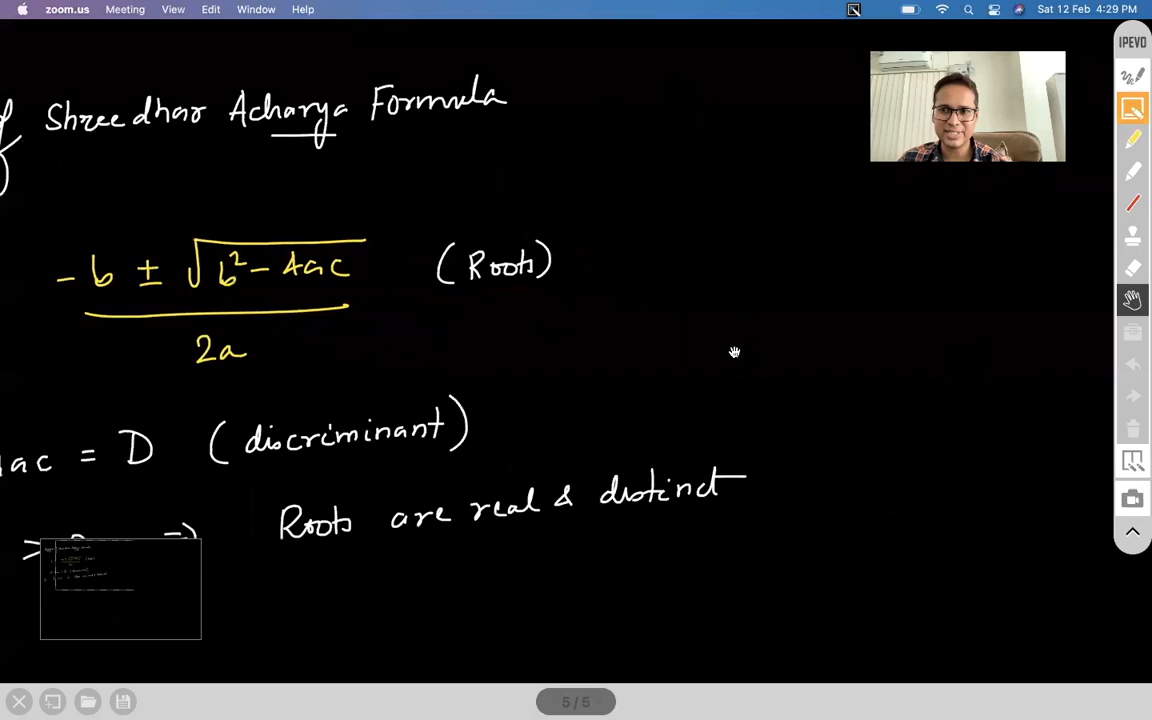 zoom.us Meeting View Edit Window Help Sat 12 Feb 4:29 PM
IPEVO
Shreedhar Acharya Formula
- b ± √b² - 4ac (Roots)
2a
4ac = D (discriminant)
Roots are real & distinct
5 / 5